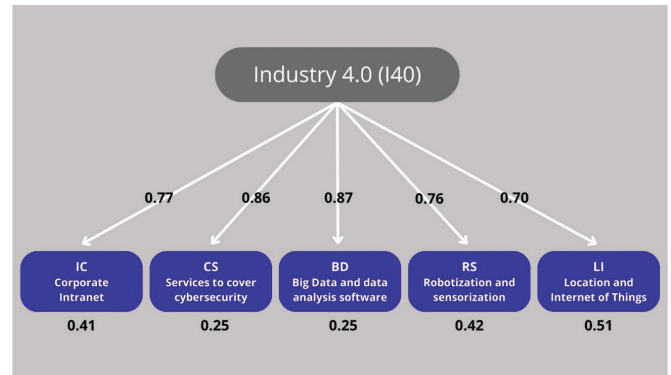 Industry 4.0 (I40)
0.77 0.86 0.87 0.76 0.70
IC
Corporate
Intranet
CS
Services to cover
cybersecurity
BD
Big Data and data
analysis software
RS
Robotization and
sensorization
LI
Location and
Internet of Things
0.41 0.25 0.25 0.42 0.51